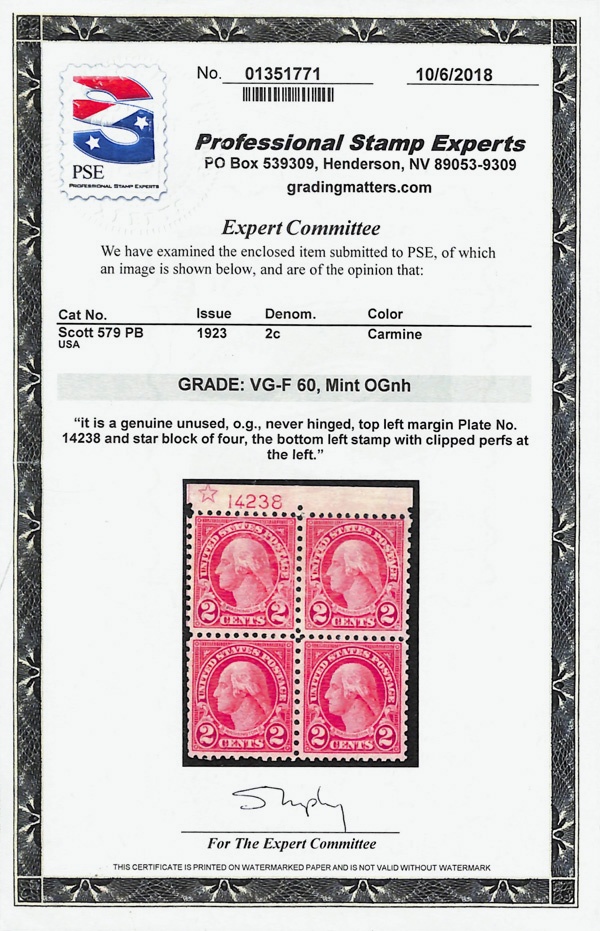 No. 01351771 10/6/2018
PSE
PROFESSIONAL STAMP EXPERTS
Professional Stamp Experts
PO Box 539309, Henderson, NV 89053-9309
gradingmatters.com
Expert Committee
We have examined the enclosed item submitted to PSE, of which
an image is shown below, and are of the opinion that:
Cat No. Issue Denom. Color
Scott 579 PB 1923 2c Carmine
USA
GRADE: VG-F 60, Mint OGnh
“it is a genuine unused, o.g., never hinged, top left margin Plate No.
14238 and star block of four, the bottom left stamp with clipped perfs at
the left.”
14238
UNITED STATES POSTAGE UNITED STATES POSTAGE
2 CENTS 2 2 CENTS 2
UNITED STATES POSTAGE UNITED STATES POSTAGE
2 CENTS 2 2 CENTS 2
For The Expert Committee
THIS CERTIFICATE IS PRINTED ON WATERMARKED PAPER AND IS NOT VALID WITHOUT WATERMARK